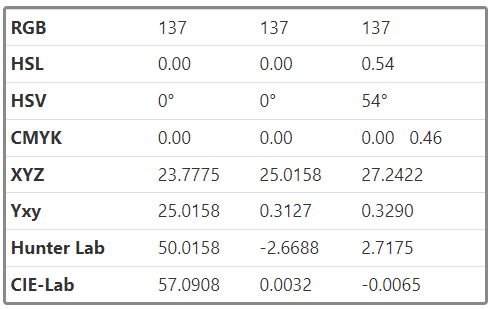 RGB 137 137 137
HSL 0.00 0.00 0.54
HSV 0° 0° 54°
CMYK 0.00 0.00 0.00 0.46
XYZ 23.7775 25.0158 27.2422
Yxy 25.0158 0.3127 0.3290
Hunter Lab 50.0158 -2.6688 2.7175
CIE-Lab 57.0908 0.0032 -0.0065